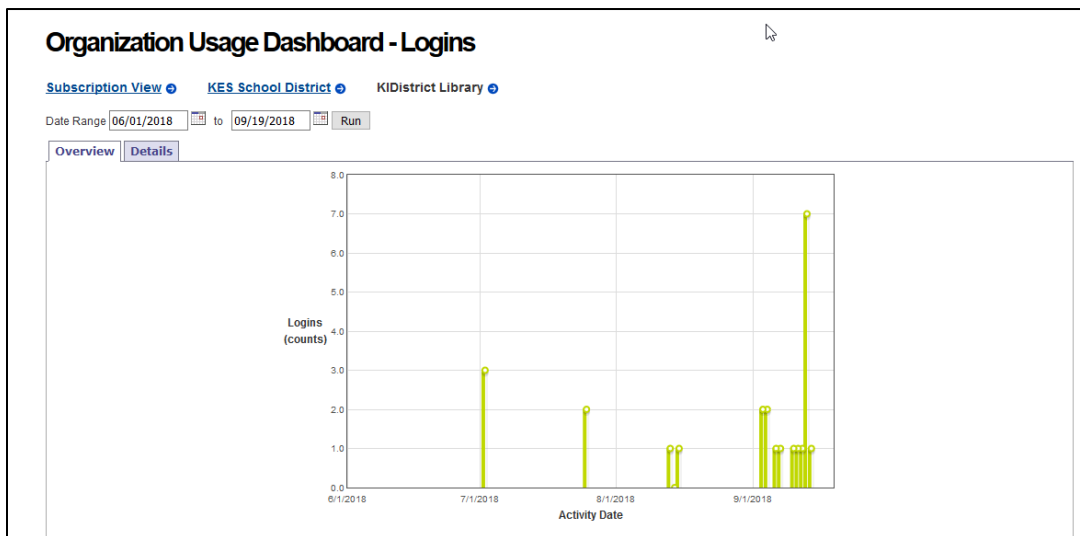 Organization Usage Dashboard - Logins
Subscription View KES School District KIDistrict Library
Date Range 06/01/2018 to 09/19/2018 Run
Overview Details
8.0
7.0
6.0
5.0
Logins
(counts)
4.0
3.0
2.0
1.0
0.0
6/1/2018 7/1/2018 8/1/2018 9/1/2018
Activity Date